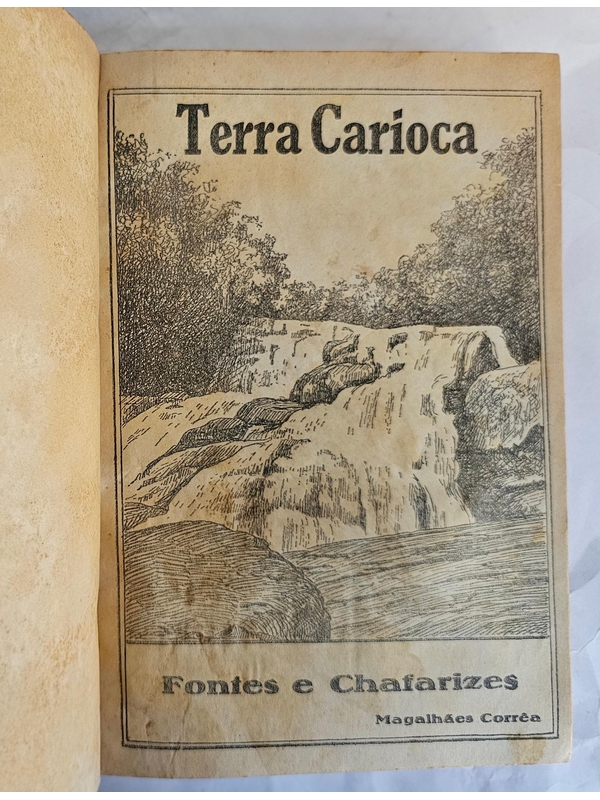 Terra Carioca
Fontes e Chafarizes
Magalhães Corrêa